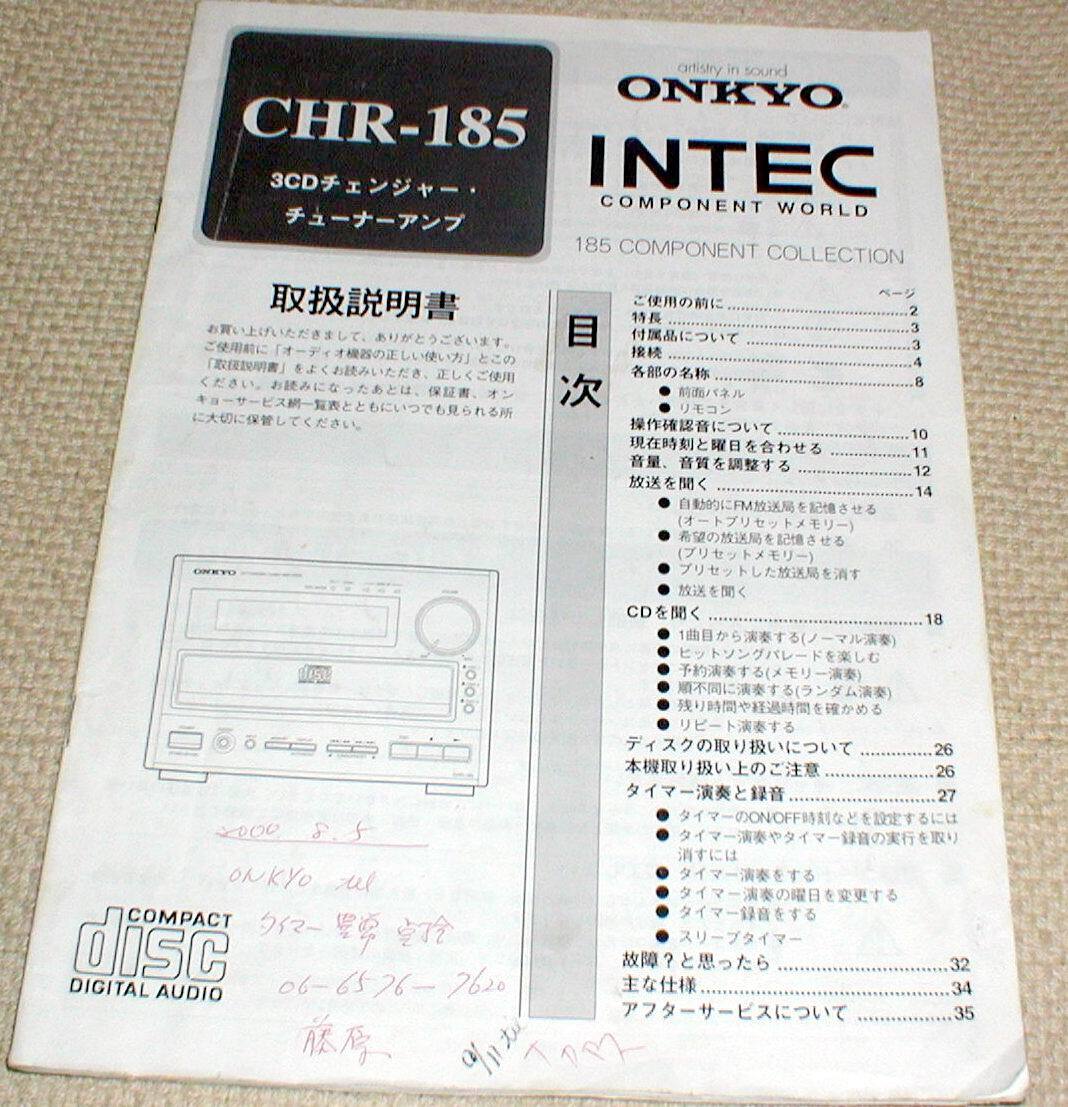 CHR-185
3CDチェンジャー・
チューナーアンプ
artistry in sound
ONKYO
INTEC
COMPONENT WORLD
185 COMPONENT COLLECTION
取扱説明書
お買い上げいただきまして、ありがとうございます。
ご使用前に「オーディオ機器の正しい使い方」とこの
「取扱説明書」をよくお読みいただき、正しくご使用
ください。お読みになったあとは、保証書、オン
キョーサービス網一覧表とともにいつでも見られる所
に大切に保管してください。
ONKYO
disc
2000 8.5
ONKYO tel
タイマー 点検
06-6576-7620
藤原
COMPACT
disc
DIGITAL AUDIO
目次
ページ
ご使用の前に 2
特長 3
付属品について 3
接続 4
各部の名称 8
● 前面パネル
● リモコン
操作確認音について 10
現在時刻と曜日を合わせる 11
音量、音質を調整する 12
放送を聞く 14
● 自動的にFM放送局を記憶させる
(オートプリセットメモリー)
● 希望の放送局を記憶させる
(プリセットメモリー)
● プリセットした放送局を消す
● 放送を聞く
CDを聞く 18
● 1曲目から演奏する(ノーマル演奏)
● ヒットソングパレードを楽しむ
● 予約演奏する(メモリー演奏)
● 順不同に演奏する(ランダム演奏)
● 残り時間や経過時間を確かめる
● リピート演奏する
ディスクの取り扱いについて 26
本機取り扱い上のご注意 26
タイマー演奏と録音 27
● タイマーのON/OFF時刻などを設定するには
● タイマー演奏やタイマー録音の実行を取り
消すには
● タイマー演奏をする
● タイマー演奏の曜日を変更する
● タイマー録音をする
● スリープタイマー
故障？と思ったら 32
主な仕様 34
アフターサービスについて 35